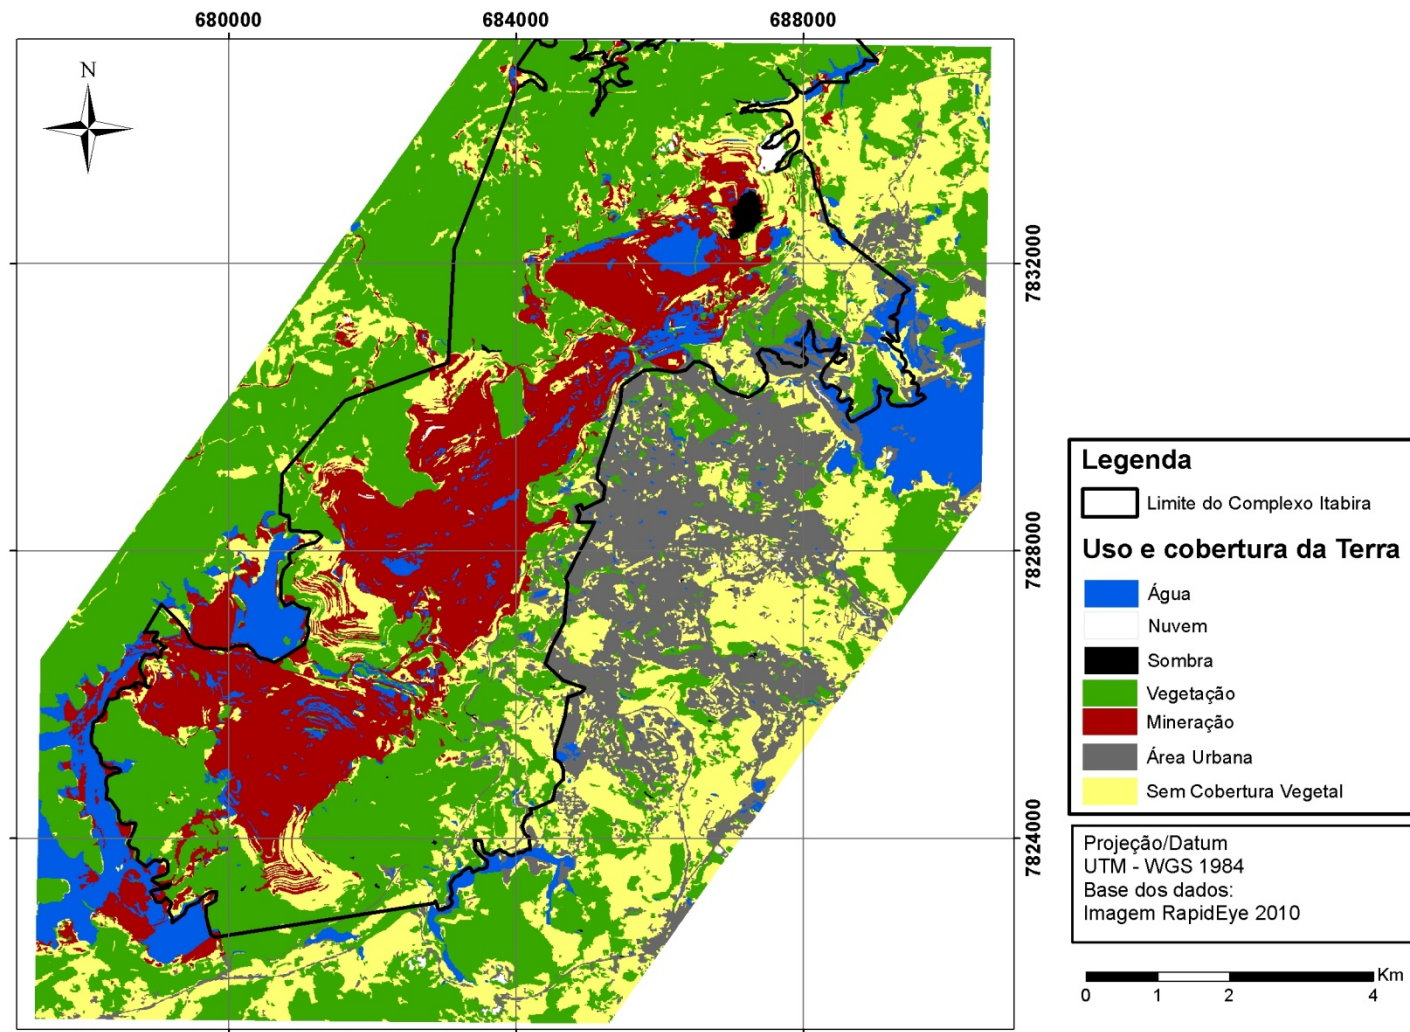 680000
684000
688000
N
7832000
7828000
7824000
Legenda
Limite do Complexo Itabira
Uso e cobertura da Terra
Água
Nuvem
Sombra
Vegetação
Mineração
Área Urbana
Sem Cobertura Vegetal
Projeção/Datum
UTM - WGS 1984
Base dos dados:
Imagem RapidEye 2010
Km
0 1 2 4